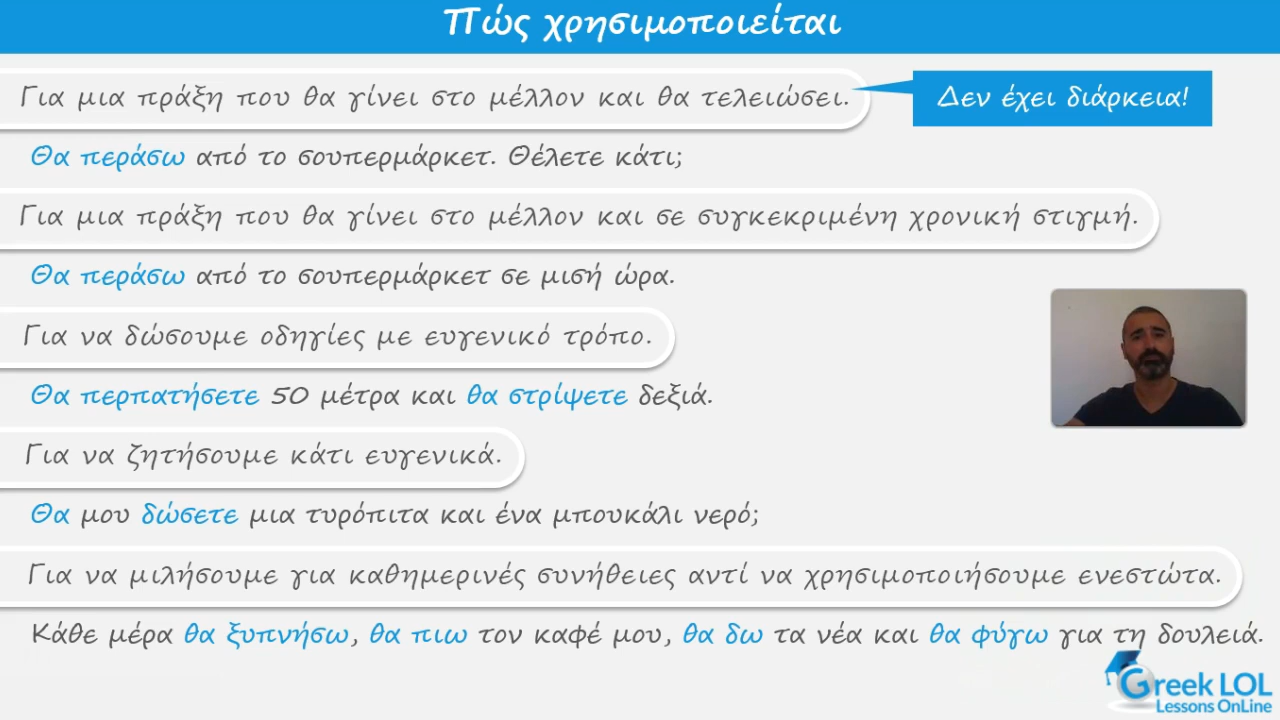 Πώς χρησιμοποιείται
Για μια πράξη που θα γίνει στο μέλλον και θα τελειώσει.
Δεν έχει διάρκεια!
Θα περάσω από το σουπερμάρκετ. Θέλετε κάτι;
Για μια πράξη που θα γίνει στο μέλλον και σε συγκεκριμένη χρονική στιγμή.
Θα περάσω από το σουπερμάρκετ σε μισή ώρα.
Για να δώσουμε οδηγίες με ευγενικό τρόπο.
Θα περπατήσετε 50 μέτρα και θα στρίψετε δεξιά.
Για να ζητήσουμε κάτι ευγενικά.
Θα μου δώσετε μια τυρόπιτα και ένα μπουκάλι νερό;
Για να μιλήσουμε για καθημερινές συνήθειες αντί να χρησιμοποιήσουμε ενεστώτα.
Κάθε μέρα θα ξυπνήσω, θα πιω τον καφέ μου, θα δω τα νέα και θα φύγω για τη δουλειά.
Greek LOL
Lessons OnLine